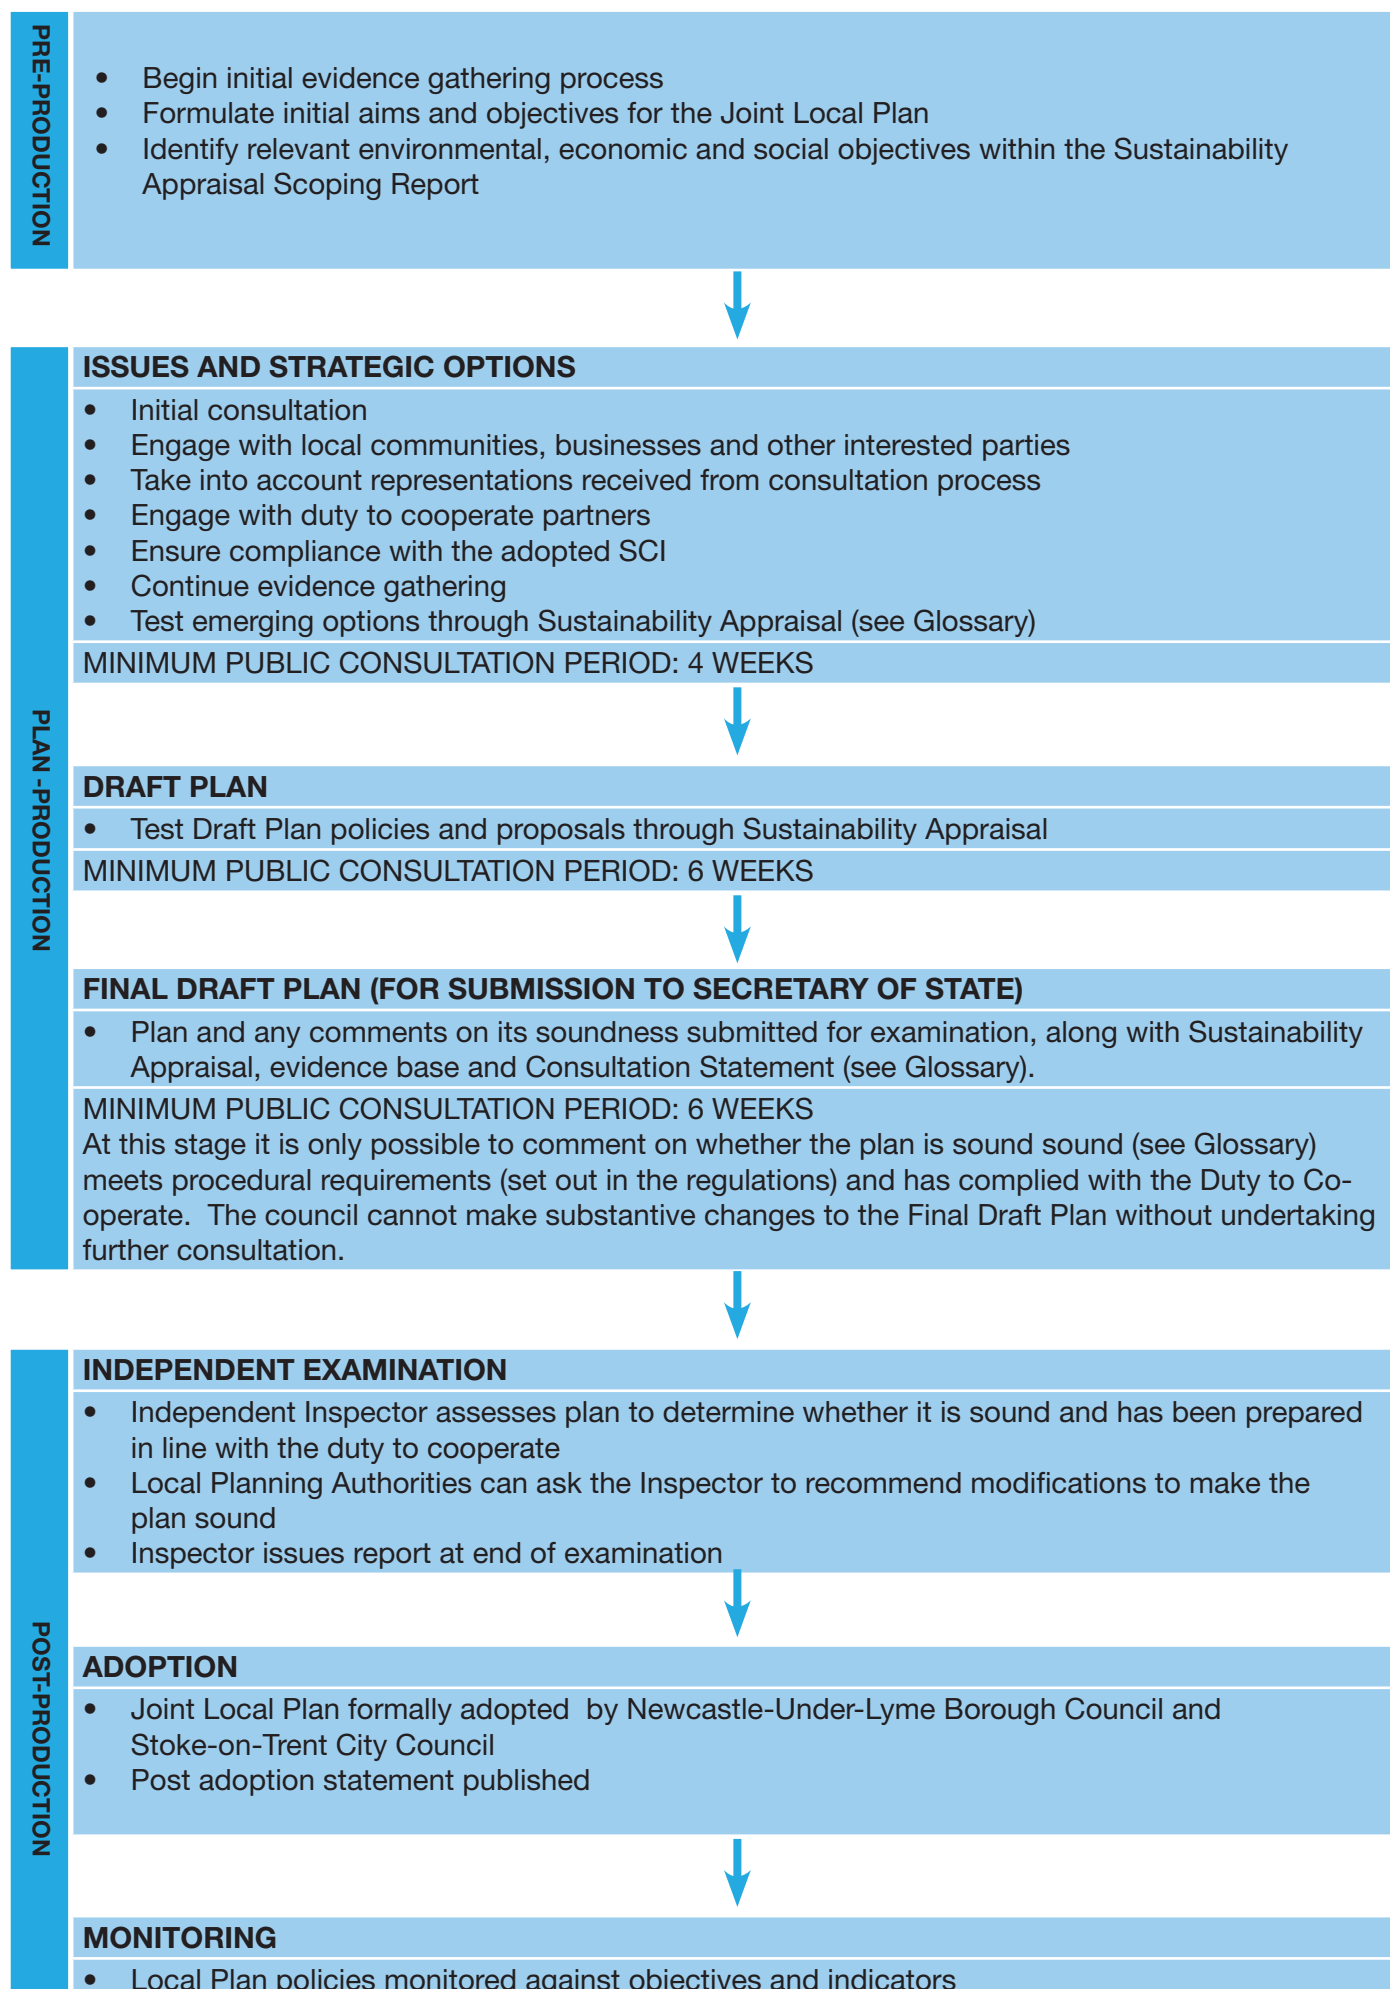 PRE-PRODUCTION
• Begin initial evidence gathering process
• Formulate initial aims and objectives for the Joint Local Plan
• Identify relevant environmental, economic and social objectives within the Sustainability
Appraisal Scoping Report
PLAN -PRODUCTION
ISSUES AND STRATEGIC OPTIONS
• Initial consultation
• Engage with local communities, businesses and other interested parties
• Take into account representations received from consultation process
• Engage with duty to cooperate partners
• Ensure compliance with the adopted SCI
• Continue evidence gathering
• Test emerging options through Sustainability Appraisal (see Glossary)
MINIMUM PUBLIC CONSULTATION PERIOD: 4 WEEKS
DRAFT PLAN
• Test Draft Plan policies and proposals through Sustainability Appraisal
MINIMUM PUBLIC CONSULTATION PERIOD: 6 WEEKS
FINAL DRAFT PLAN (FOR SUBMISSION TO SECRETARY OF STATE)
• Plan and any comments on its soundness submitted for examination, along with Sustainability
Appraisal, evidence base and Consultation Statement (see Glossary).
MINIMUM PUBLIC CONSULTATION PERIOD: 6 WEEKS
At this stage it is only possible to comment on whether the plan is sound sound (see Glossary)
meets procedural requirements (set out in the regulations) and has complied with the Duty to Co-
operate.  The council cannot make substantive changes to the Final Draft Plan without undertaking
further consultation.
POST-PRODUCTION
INDEPENDENT EXAMINATION
• Independent Inspector assesses plan to determine whether it is sound and has been prepared
in line with the duty to cooperate
• Local Planning Authorities can ask the Inspector to recommend modifications to make the
plan sound
• Inspector issues report at end of examination
ADOPTION
• Joint Local Plan formally adopted  by Newcastle-Under-Lyme Borough Council and
Stoke-on-Trent City Council
• Post adoption statement published
MONITORING
• Local Plan policies monitored against objectives and indicators